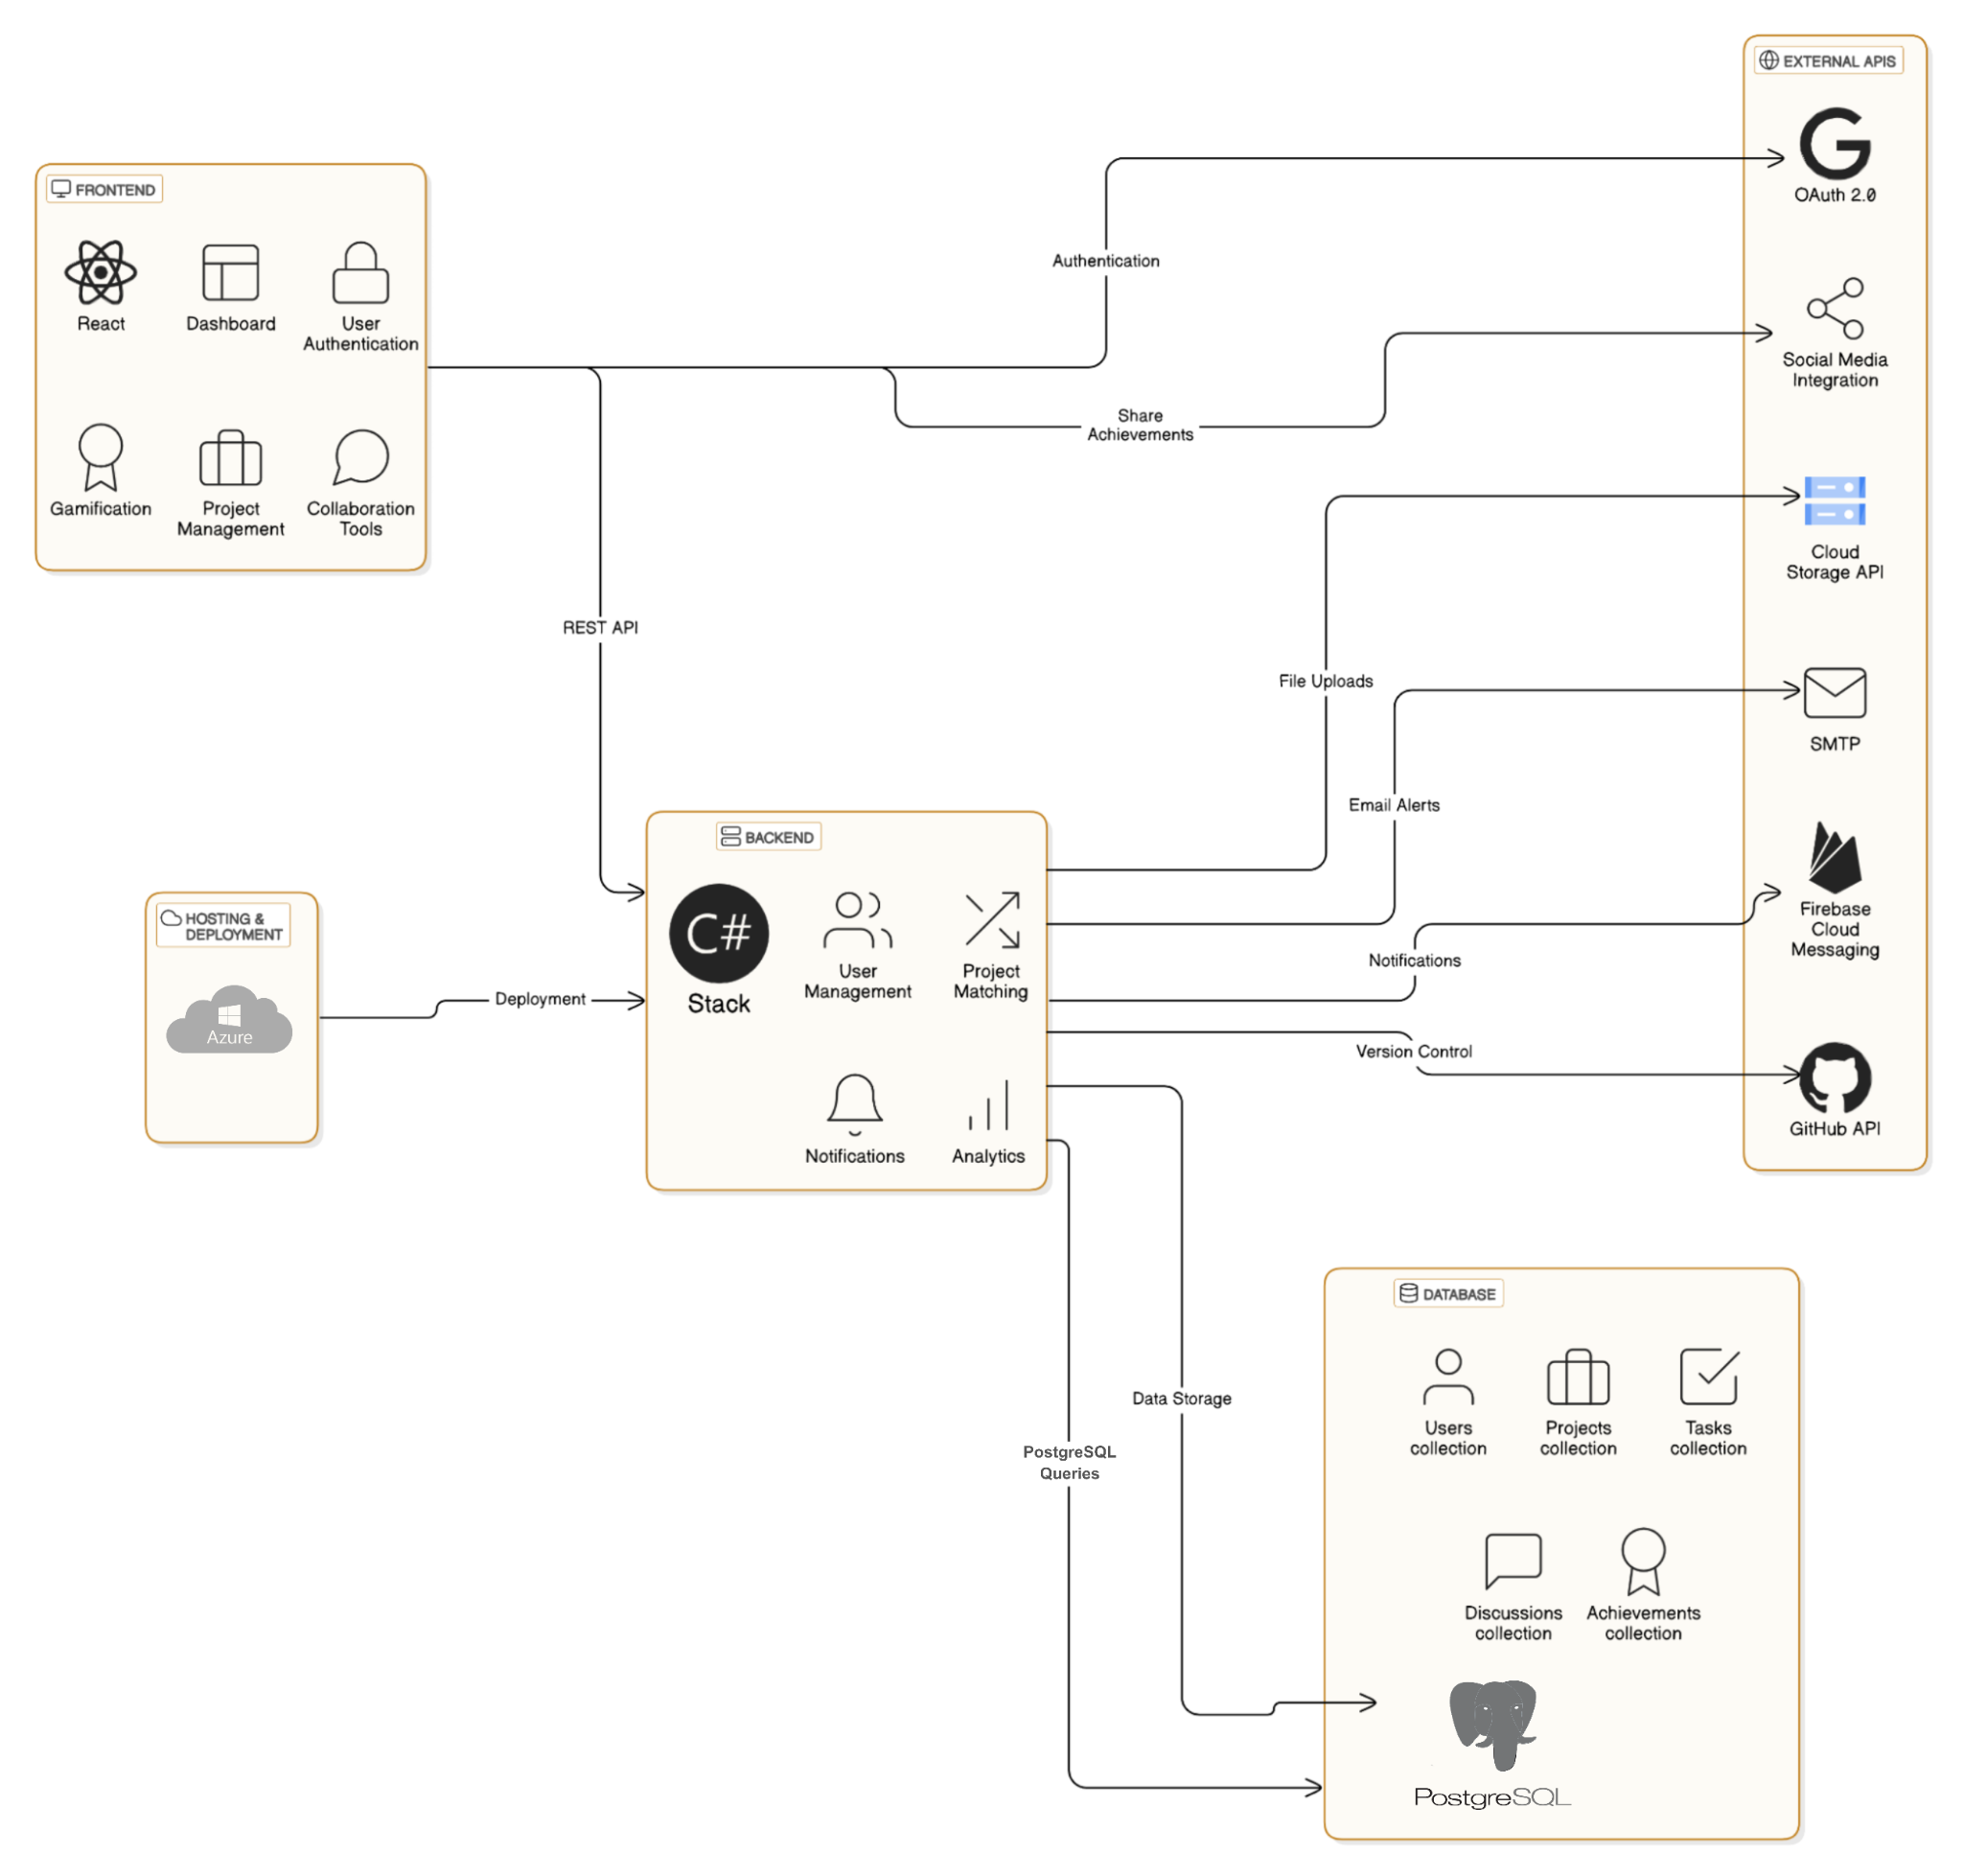 EXTERNAL APIS
OAuth 2.0
Social Media
Integration
Cloud
Storage API
SMTP
Firebase
Cloud
Messaging
GitHub API
FRONTEND
React
Dashboard
User
Authentication
Gamification
Project
Management
Collaboration
Tools
Authentication
Share
Achievements
REST API
File Uploads
Email Alerts
Notifications
Version Control
HOSTING &
DEPLOYMENT
Azure
Deployment
BACKEND
C#
Stack
User
Management
Project
Matching
Notifications
Analytics
Data Storage
PostgreSQL
Queries
DATABASE
Users
collection
Projects
collection
Tasks
collection
Discussions
collection
Achievements
collection
PostgreSQL